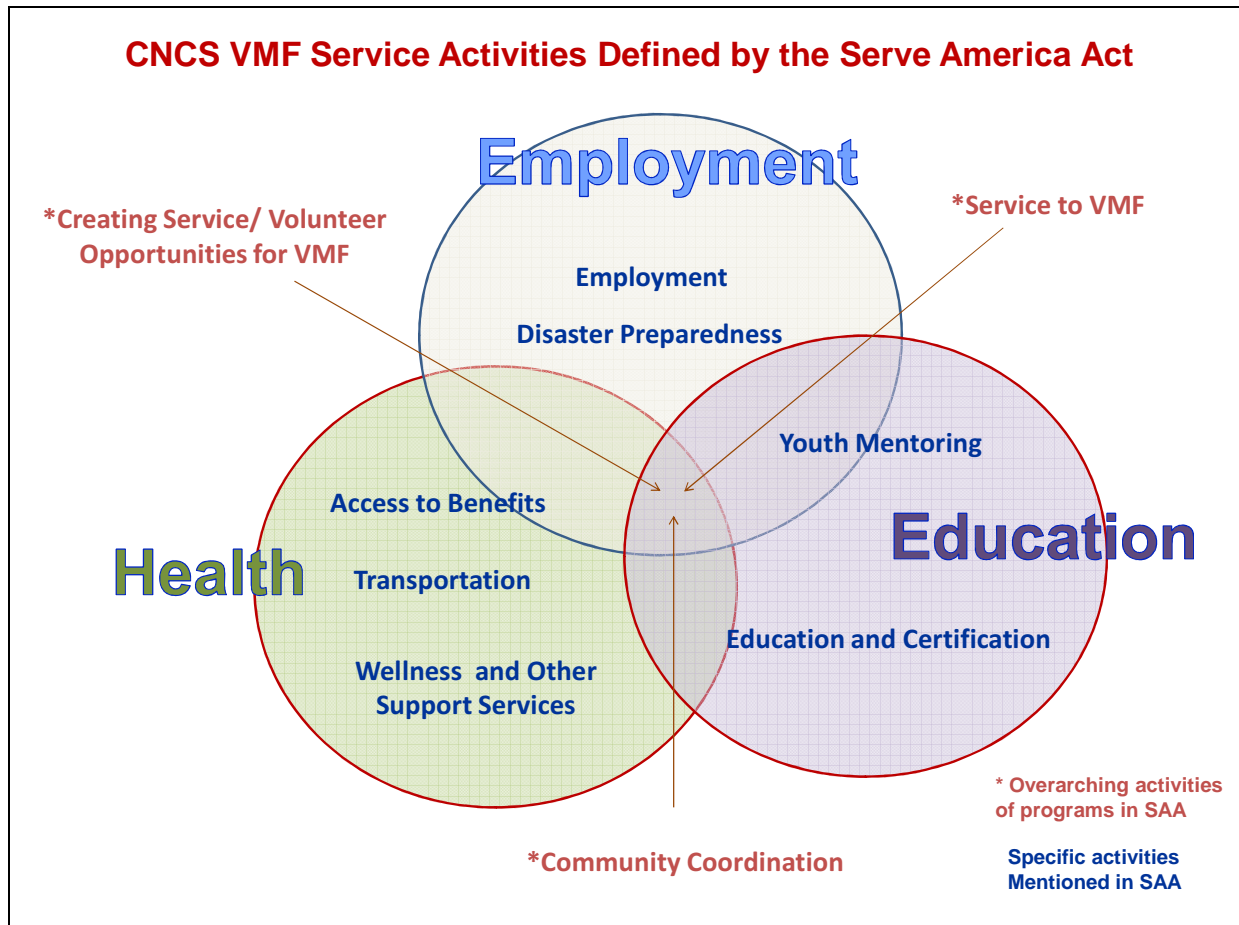 CNCS VMF Service Activities Defined by the Serve America Act
Employment
*Creating Service/ Volunteer
Opportunities for VMF
*Service to VMF
Employment
Disaster Preparedness
Youth Mentoring
Access to Benefits
Education
Health
Transportation
Education and Certification
Wellness  and Other
Support Services
* Overarching activities
of programs in SAA
*Community Coordination
Specific activities
Mentioned in SAA